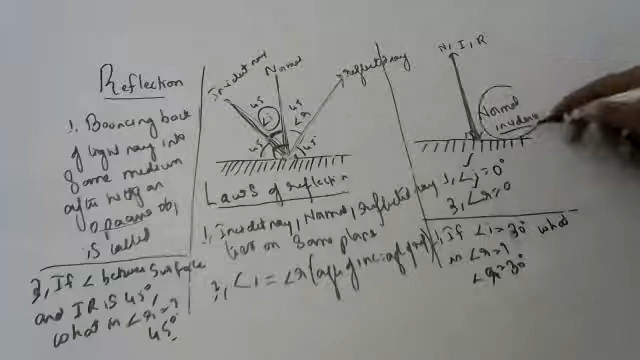 Reflection
1. Bouncing back
of light ray into
same medium
after hitting an
opaque obj
is called
3, If ∠ between surface
and IR is 45°,
what is ∠r=?
45°
Incident ray
Normal
reflected ray
45
45
∠i
∠r
45
45
Laws of reflection
1, Incident ray, Normal, reflected ray
lies on same plane
2, ∠i = ∠r
N, I, R
Normal
incidence
1, ∠i=0°
2, ∠r=0
If ∠i=30° what
is ∠r=?
∠r=30°